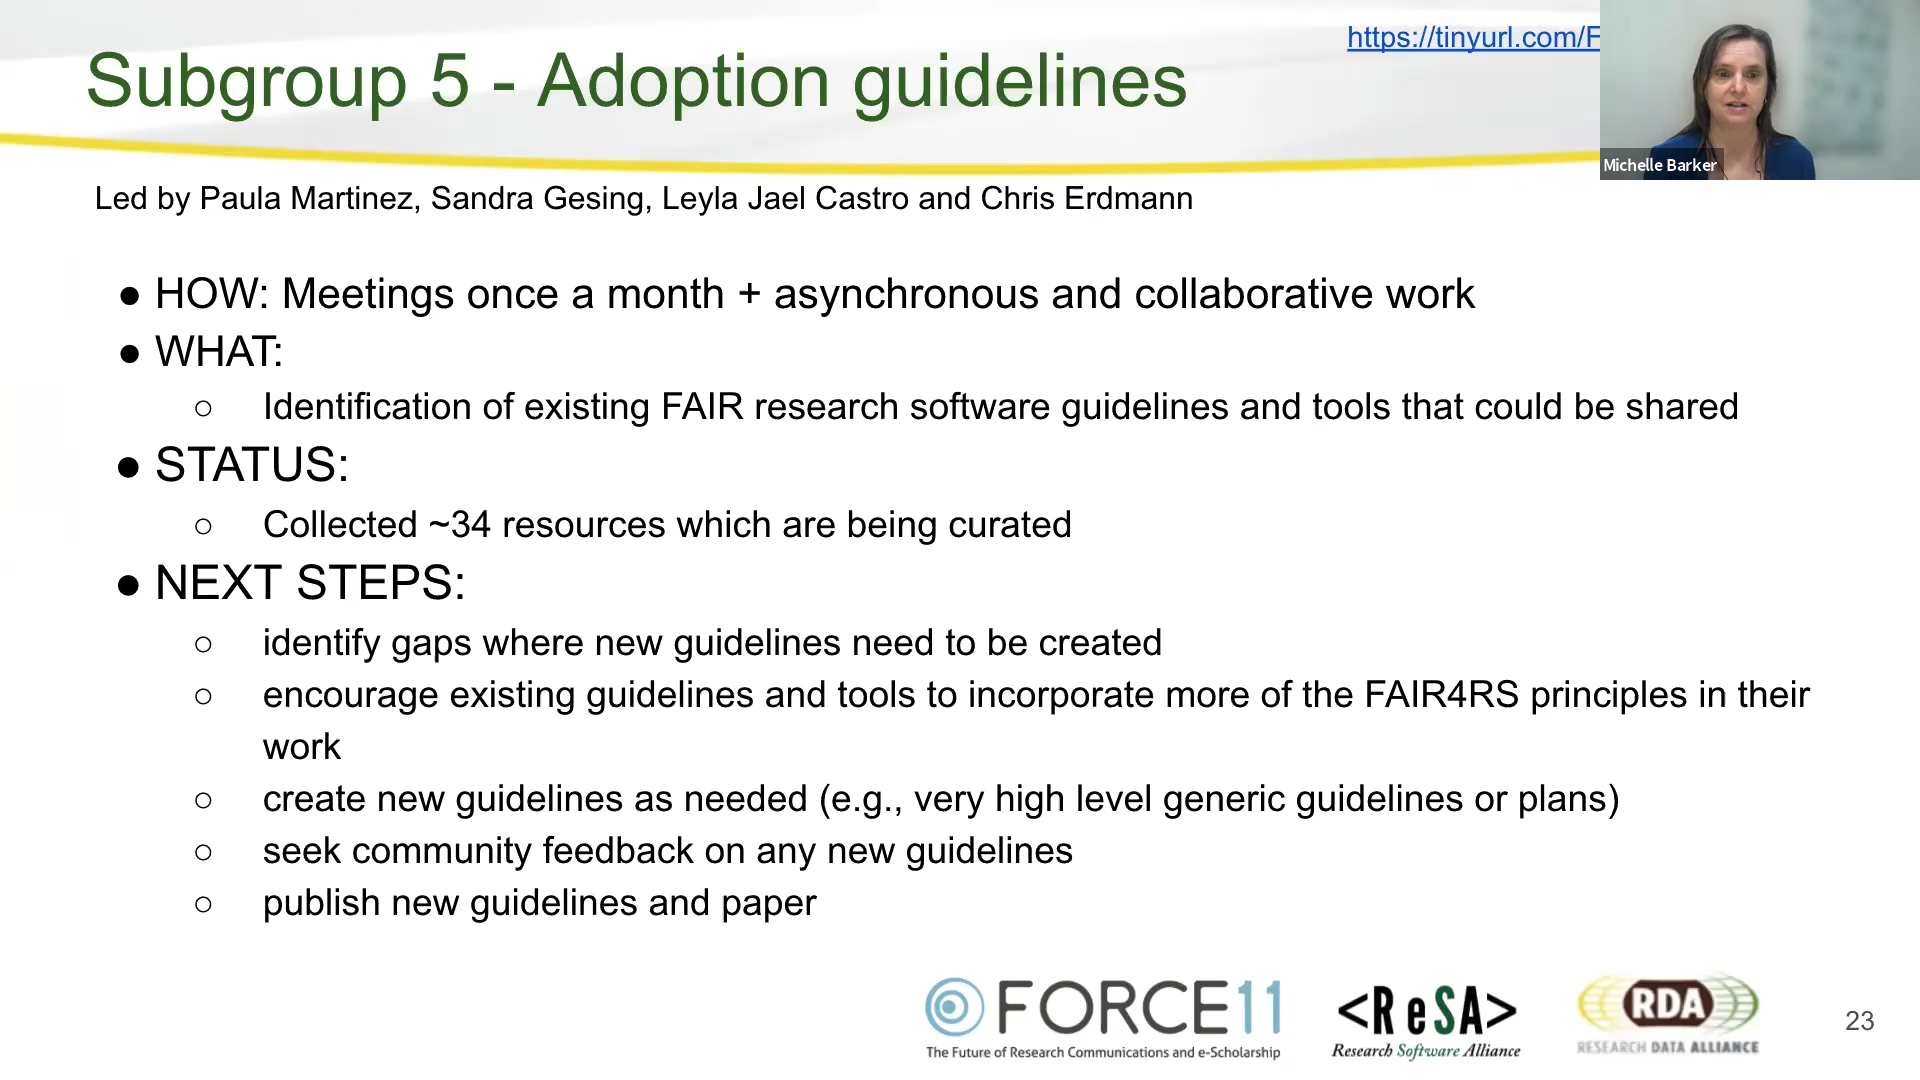 https://tinyurl.com/F
Subgroup 5 - Adoption guidelines
Michelle Barker
Led by Paula Martinez, Sandra Gesing, Leyla Jael Castro and Chris Erdmann
● HOW: Meetings once a month + asynchronous and collaborative work
● WHAT:
○ Identification of existing FAIR research software guidelines and tools that could be shared
● STATUS:
○ Collected ~34 resources which are being curated
● NEXT STEPS:
○ identify gaps where new guidelines need to be created
○ encourage existing guidelines and tools to incorporate more of the FAIR4RS principles in their
work
○ create new guidelines as needed (e.g., very high level generic guidelines or plans)
○ seek community feedback on any new guidelines
○ publish new guidelines and paper
FORCE11
The Future of Research Communications and e-Scholarship
<ReSA>
Research Software Alliance
RDA
RESEARCH DATA ALLIANCE
23